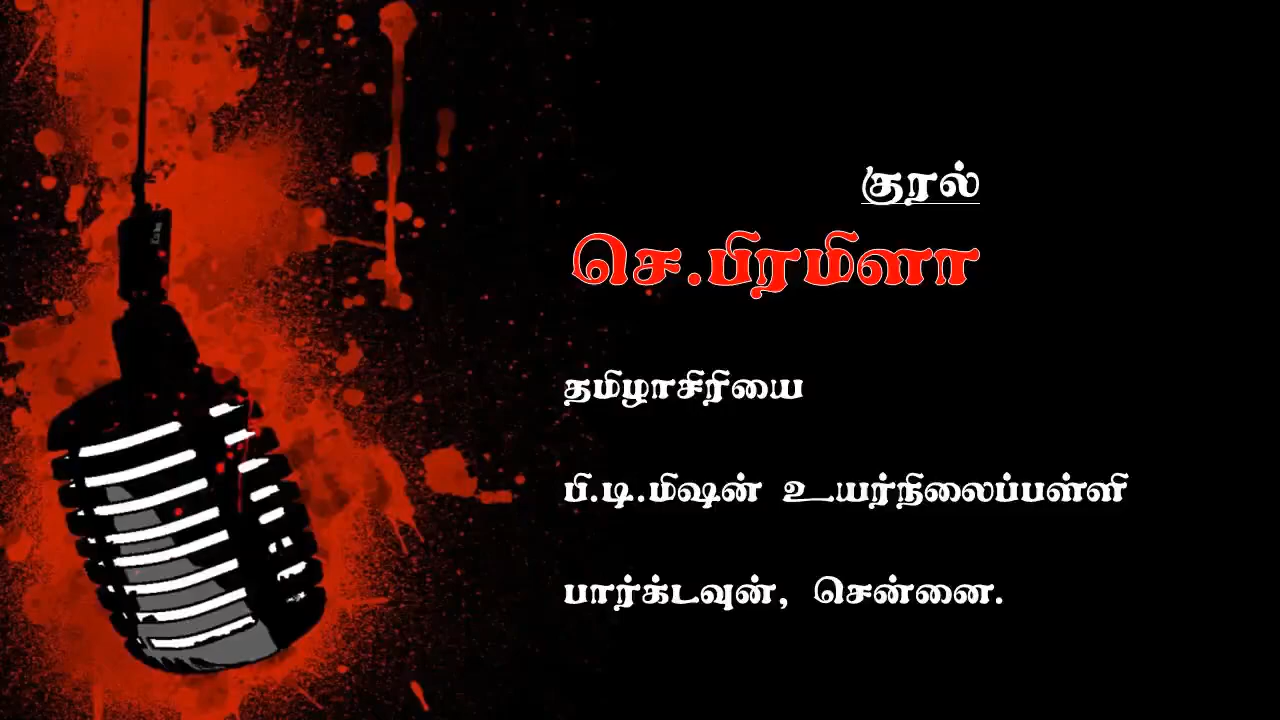 குரல்
செ.பிரமிளா
தமிழாசிரியை
பி.டி.மிஷன் உயர்நிலைப்பள்ளி
பார்க்டவுன், சென்னை.